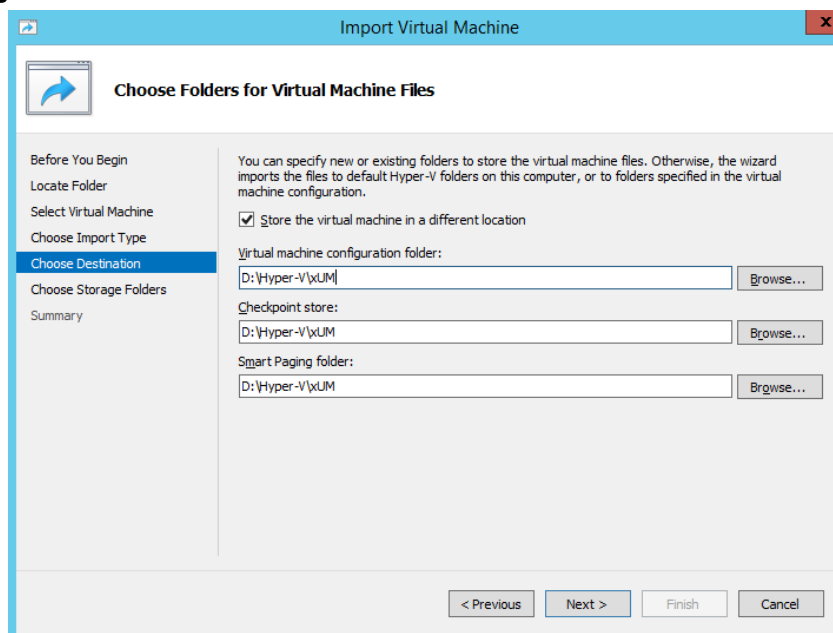 Import Virtual Machine
x
Choose Folders for Virtual Machine Files
Before You Begin
Locate Folder
Select Virtual Machine
Choose Import Type
Choose Destination
Choose Storage Folders
Summary
You can specify new or existing folders to store the virtual machine files. Otherwise, the wizard
imports the files to default Hyper-V folders on this computer, or to folders specified in the virtual
machine configuration.
Store the virtual machine in a different location
Virtual machine configuration folder:
D:\Hyper-V\xUM
Browse...
Checkpoint store:
D:\Hyper-V\xUM
Browse...
Smart Paging folder:
D:\Hyper-V\xUM
Browse...
< Previous
Next >
Finish
Cancel